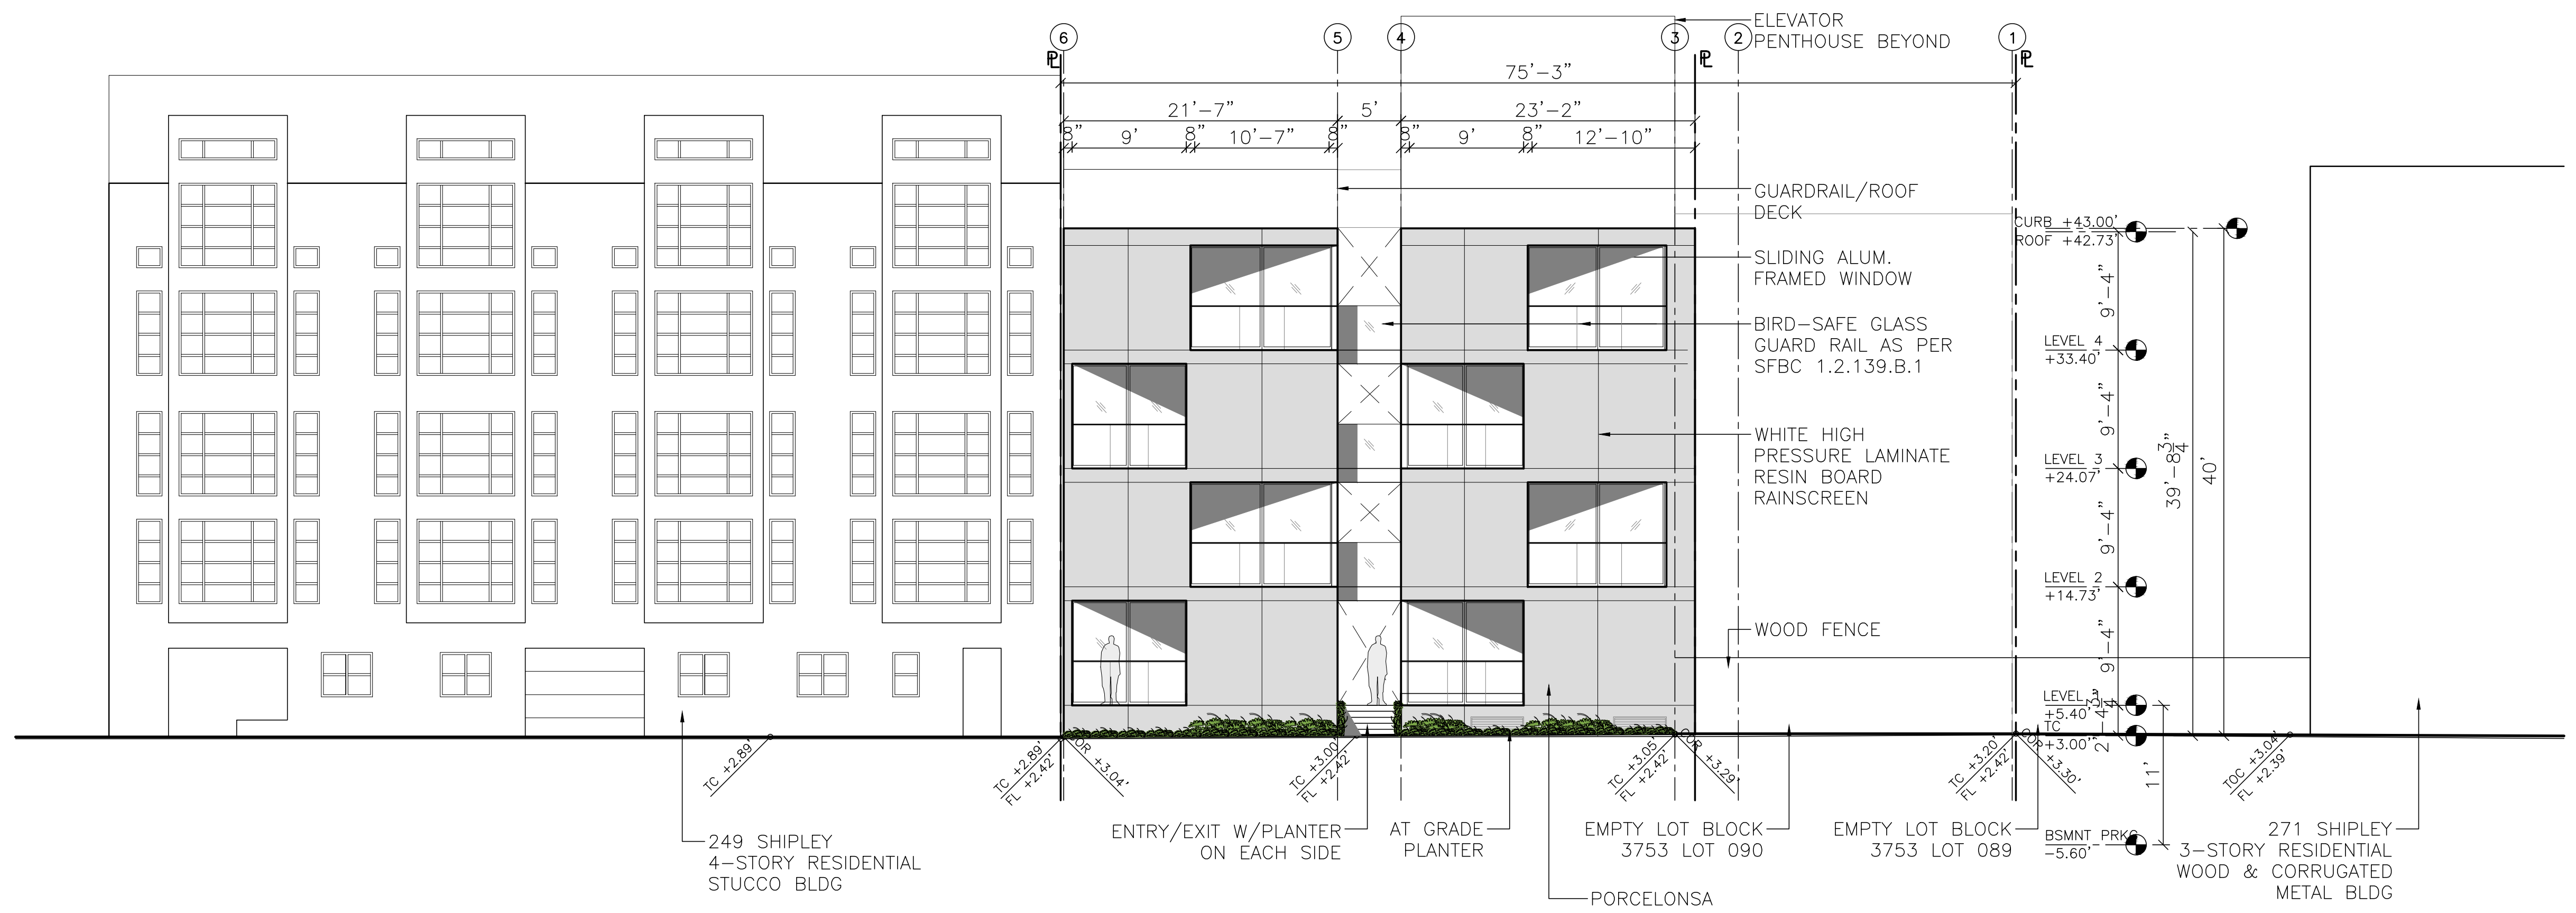 ELEVATOR
PENTHOUSE BEYOND
6
5
4
3
2
1
PL
PL
PL
75'-3"
21'-7"
5'
23'-2"
8"
9'
8"
10'-7"
8"
8"
9'
8"
12'-10"
GUARDRAIL/ROOF
DECK
SLIDING ALUM.
FRAMED WINDOW
BIRD-SAFE GLASS
GUARD RAIL AS PER
SFBC 1.2.139.B.1
WHITE HIGH
PRESSURE LAMINATE
RESIN BOARD
RAINSCREEN
WOOD FENCE
CURB +43.00'
ROOF +42.73'
9'-4"
LEVEL 4
+33.40'
9'-4"
LEVEL 3
+24.07'
9'-4"
LEVEL 2
+14.73'
9'-4"
LEVEL 1
+5.40'
TC
+3.00'
2'-4 3/4"
39'-8 3/4"
40'
11'
BSMNT PRKG
-5.60'
TC +2.89'
TC +2.89'
FL +2.42'
COR
+3.04'
TC +3.00'
FL +2.42'
TC +3.05'
FL +2.42'
COR
+3.29'
TC +3.20'
FL +2.42'
COR
+3.30'
TOC +3.04'
FL +2.39'
249 SHIPLEY
4-STORY RESIDENTIAL
STUCCO BLDG
ENTRY/EXIT W/PLANTER
ON EACH SIDE
AT GRADE
PLANTER
PORCELONSA
EMPTY LOT BLOCK
3753 LOT 090
EMPTY LOT BLOCK
3753 LOT 089
271 SHIPLEY
3-STORY RESIDENTIAL
WOOD & CORRUGATED
METAL BLDG